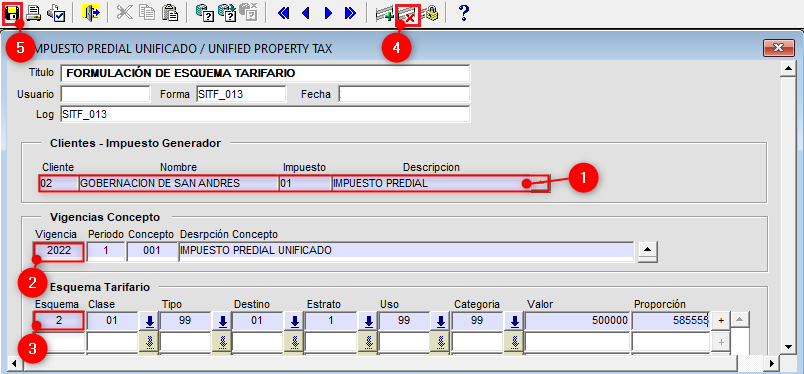 ?
5
4
IMPUESTO PREDIAL UNIFICADO / UNIFIED PROPERTY TAX
Titulo FORMULACIÓN DE ESQUEMA TARIFARIO
Usuario Forma SITF_013 Fecha
Log SITF_013
Clientes - Impuesto Generador
Cliente Nombre Impuesto Descripcion
02 GOBERNACION DE SAN ANDRES 01 IMPUESTO PREDIAL
1
Vigencias Concepto
Vigencia Periodo Concepto Desrpción Concepto
2022 1 001 IMPUESTO PREDIAL UNIFICADO
2
Esquema Tarifario
Esquema Clase Tipo Destino Estrato Uso Categoria Valor Proporción
2 01 99 01 1 99 99 500000 585555 +
3
+